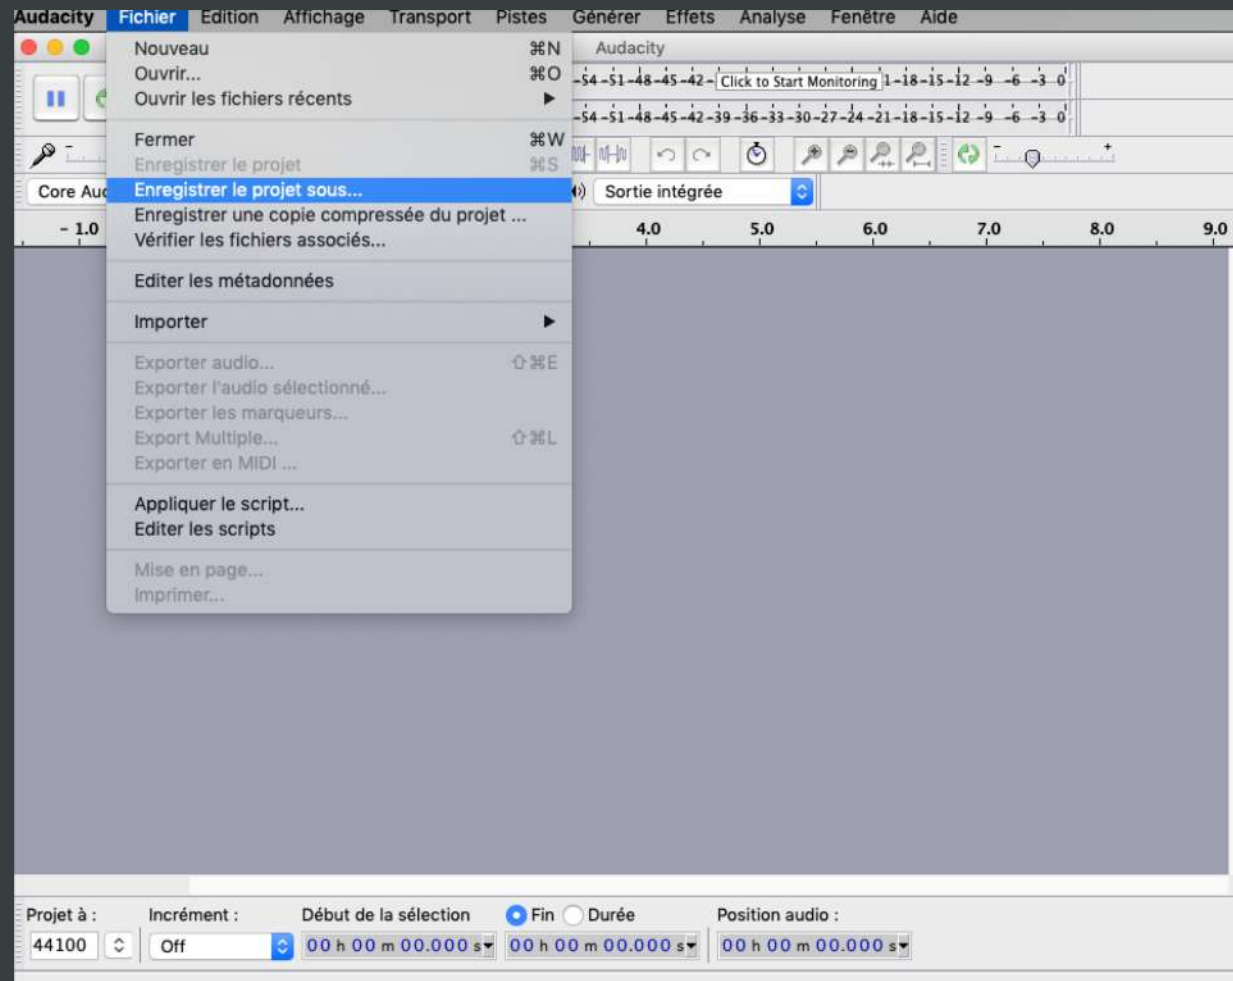 Audacity Fichier Edition Affichage Transport Pistes Générer Effets Analyse Fenêtre Aide
Audacity
Nouveau ⌘N
Ouvrir... ⌘O
Ouvrir les fichiers récents ▶
Fermer ⌘W
Enregistrer le projet ⌘S
Enregistrer le projet sous...
Enregistrer une copie compressée du projet ...
Vérifier les fichiers associés...
Editer les métadonnées
Importer ▶
Exporter audio... ⇧⌘E
Exporter l'audio sélectionné...
Exporter les marqueurs...
Export Multiple... ⇧⌘L
Exporter en MIDI ...
Appliquer le script...
Editer les scripts
Mise en page...
Imprimer...
-54 -51 -48 -45 -42 - Click to Start Monitoring 1 -18 -15 -12 -9 -6 -3 0
-54 -51 -48 -45 -42 -39 -36 -33 -30 -27 -24 -21 -18 -15 -12 -9 -6 -3 0
- +
Core Aud Sortie intégrée
- 1.0 4.0 5.0 6.0 7.0 8.0 9.0
Projet à : Incrément : Début de la sélection Fin Durée Position audio :
44100 Off 00 h 00 m 00.000 s 00 h 00 m 00.000 s 00 h 00 m 00.000 s